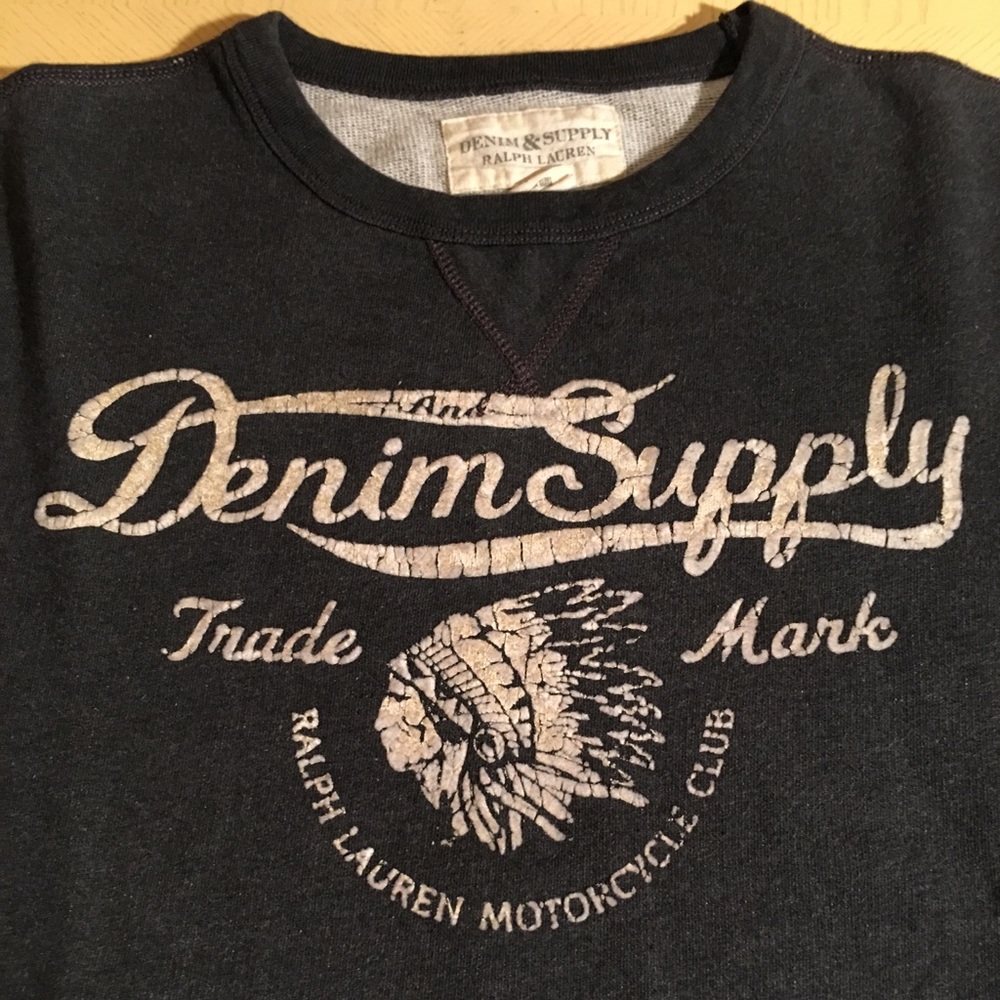 DENIM & SUPPLY
RALPH LAUREN
And
Denim Supply
Trade Mark
RALPH LAUREN MOTORCYCLE CLUB